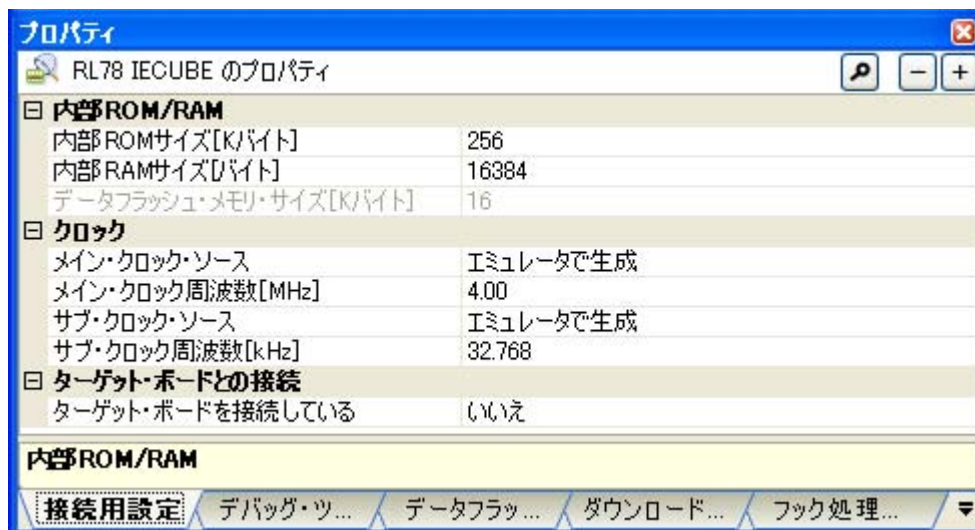 プロパティ
RL78 IECUBE のプロパティ
内部ROM/RAM
内部ROMサイズ[Kバイト] 256
内部RAMサイズ[バイト] 16384
データフラッシュ・メモリ・サイズ[Kバイト] 16
クロック
メイン・クロック・ソース エミュレータで生成
メイン・クロック周波数[MHz] 4.00
サブ・クロック・ソース エミュレータで生成
サブ・クロック周波数[kHz] 32.768
ターゲット・ボードとの接続
ターゲット・ボードを接続している いいえ
内部ROM/RAM
接続用設定 デバッグ・ツ... データフラッ... ダウンロード... フック処理...